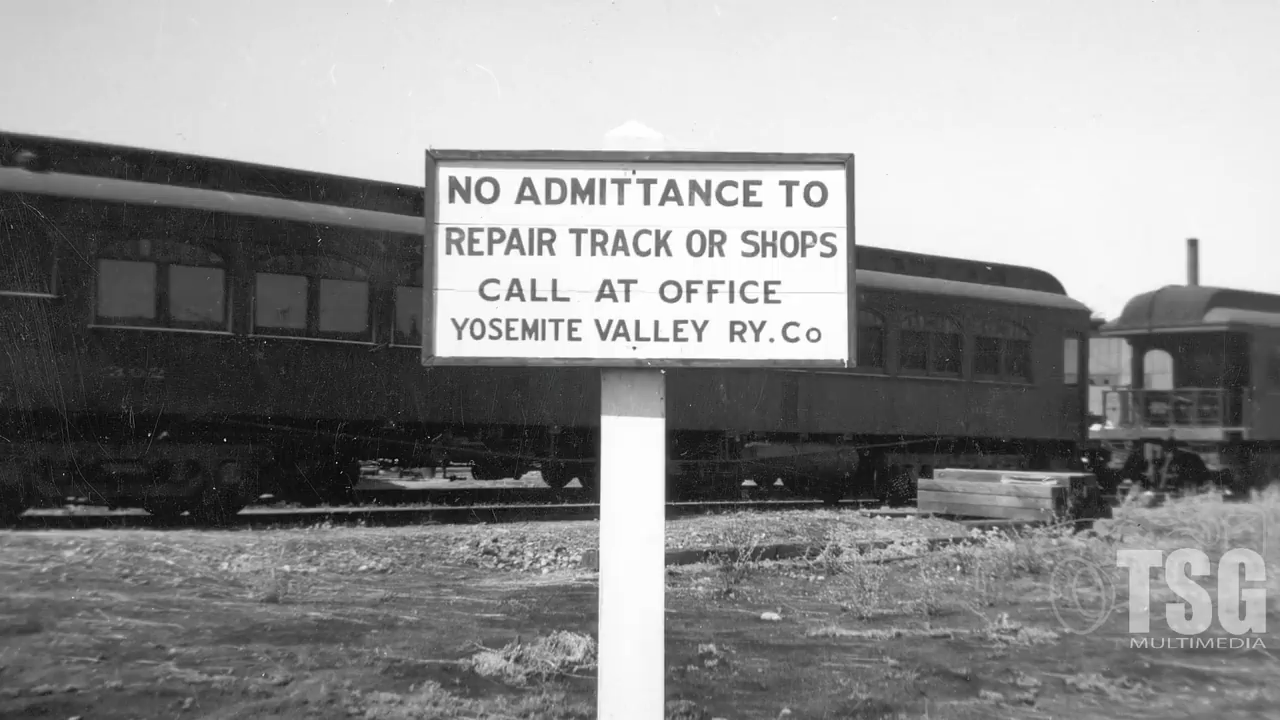 NO ADMITTANCE TO
REPAIR TRACK OR SHOPS
CALL AT OFFICE
YOSEMITE VALLEY RY. Co
TSG
MULTIMEDIA